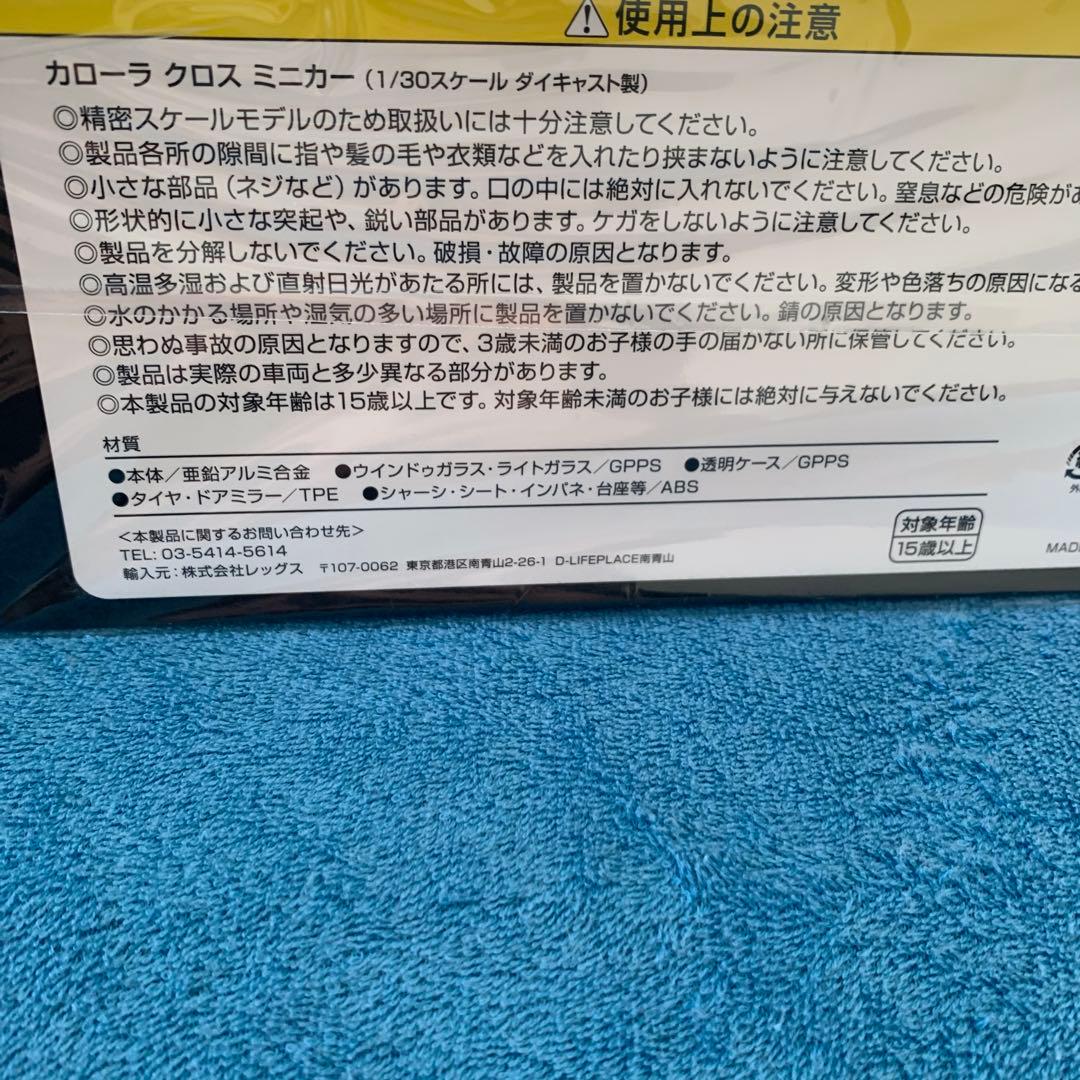 ⚠使用上の注意
カローラ クロス ミニカー（1/30スケール ダイキャスト製）
◎精密スケールモデルのため取扱いには十分注意してください。
◎製品各所の隙間に指や髪の毛や衣類などを入れたり挟まないように注意してください。
◎小さな部品（ネジなど）があります。口の中には絶対に入れないでください。窒息などの危険があ
◎形状的に小さな突起や、鋭い部品があります。ケガをしないように注意してください。
◎製品を分解しないでください。破損・故障の原因となります。
◎高温多湿および直射日光があたる所には、製品を置かないでください。変形や色落ちの原因になる
◎水のかかる場所や湿気の多い場所に製品を置かないでください。錆の原因となります。
◎思わぬ事故の原因となりますので、3歳未満のお子様の手の届かない所に保管してください。
◎製品は実際の車両と多少異なる部分があります。
◎本製品の対象年齢は15歳以上です。対象年齢未満のお子様には絶対に与えないでください。
材質
●本体／亜鉛アルミ合金 ●ウインドゥガラス・ライトガラス／GPPS ●透明ケース／GPPS
●タイヤ・ドアミラー／TPE ●シャーシ・シート・インパネ・台座等／ABS
＜本製品に関するお問い合わせ先＞
TEL: 03-5414-5614
輸入元：株式会社レッグス 〒107-0062 東京都港区南青山2-26-1 D-LIFEPLACE南青山
対象年齢
15歳以上
外
MADE